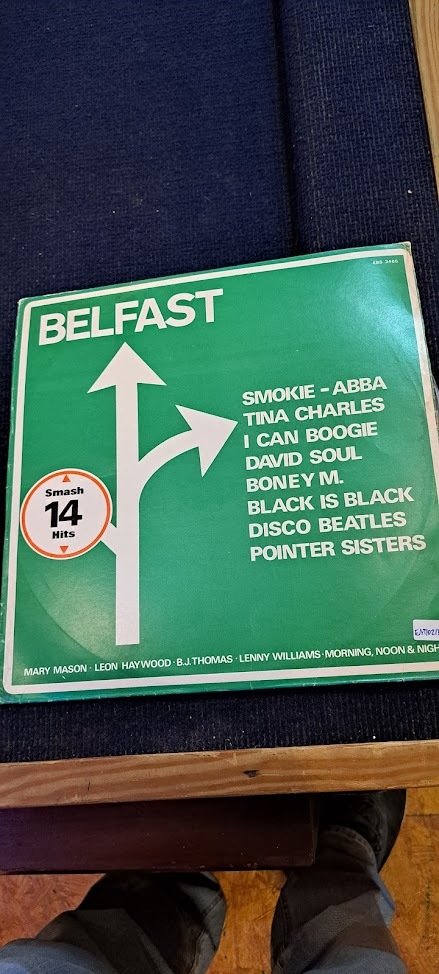 BELFAST
SMOKIE - ABBA
TINA CHARLES
I CAN BOOGIE
DAVID SOUL
BONEY M.
BLACK IS BLACK
DISCO BEATLES
POINTER SISTERS
Smash
14
Hits
MARY MASON · LEON HAYWOOD · B.J.THOMAS · LENNY WILLIAMS · MORNING, NOON & NIGH